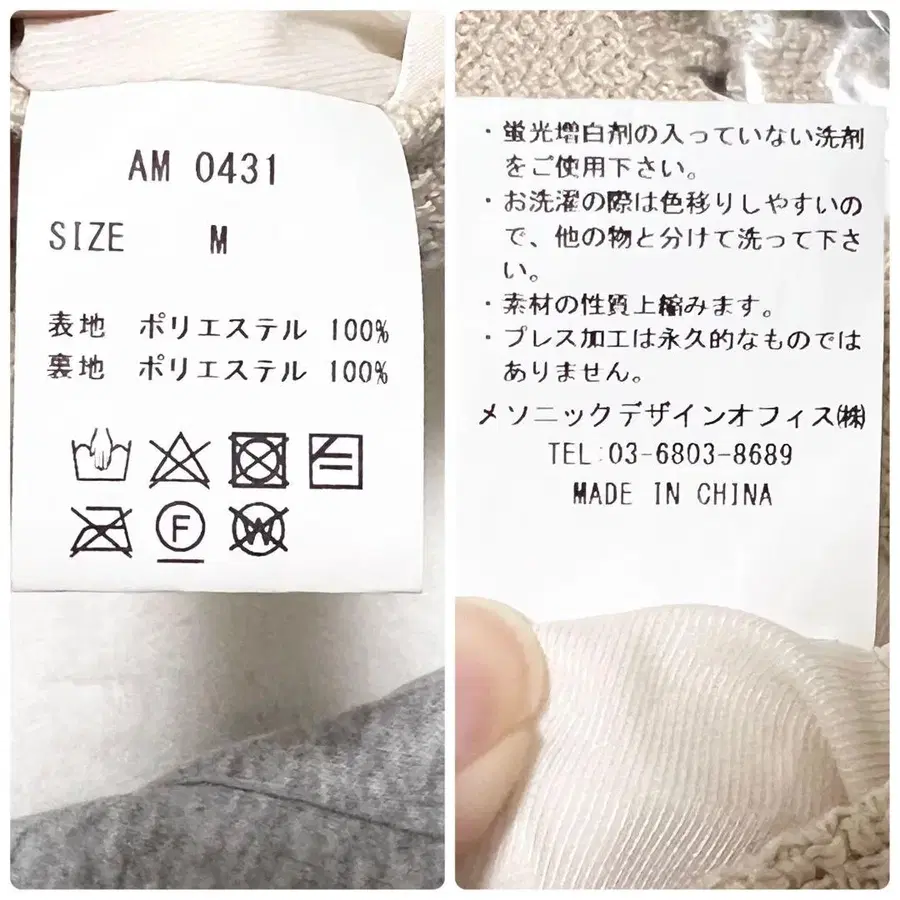 AM 0431
SIZE M
表地 ポリエステル 100%
裏地 ポリエステル 100%
F
W
・蛍光増白剤の入っていない洗剤
をご使用下さい。
・お洗濯の際は色移りしやすいの
で、他の物と分けて洗って下さ
い。
・素材の性質上縮みます。
・プレス加工は永久的なものでは
ありません。
メソニックデザインオフィス㈱
TEL:03-6803-8689
MADE IN CHINA